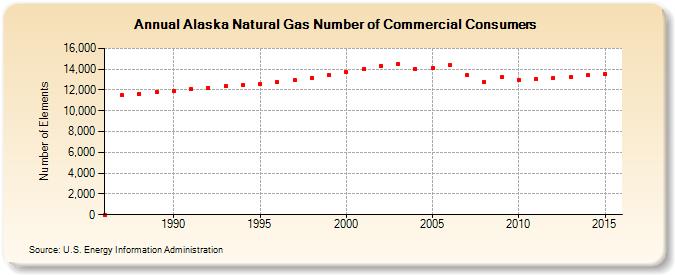 Annual Alaska Natural Gas Number of Commercial Consumers
Number of Elements
16,000
14,000
12,000
10,000
8,000
6,000
4,000
2,000
0
1990 1995 2000 2005 2010 2015
Source: U.S. Energy Information Administration